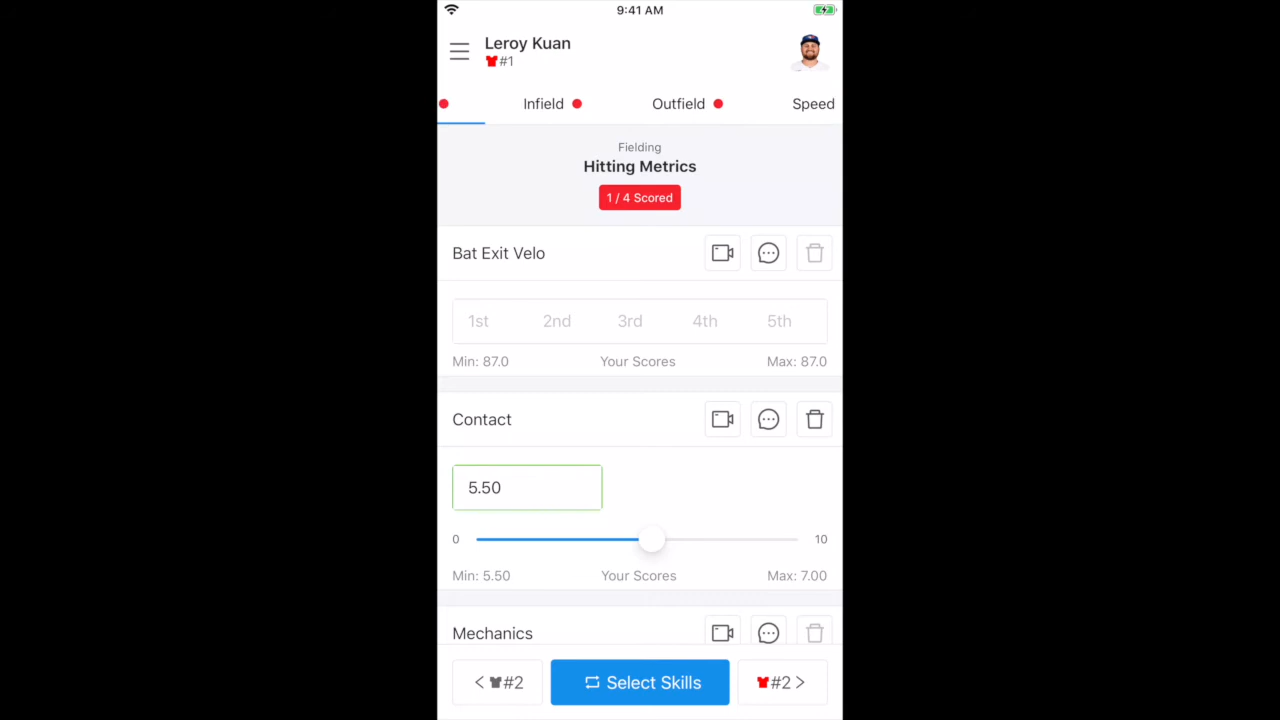 9:41 AM
Leroy Kuan
#1
Infield
Outfield
Speed
Fielding
Hitting Metrics
1 / 4 Scored
Bat Exit Velo
1st 2nd 3rd 4th 5th
Min: 87.0 Your Scores Max: 87.0
Contact
5.50
0 10
Min: 5.50 Your Scores Max: 7.00
Mechanics
< #2 Select Skills #2 >